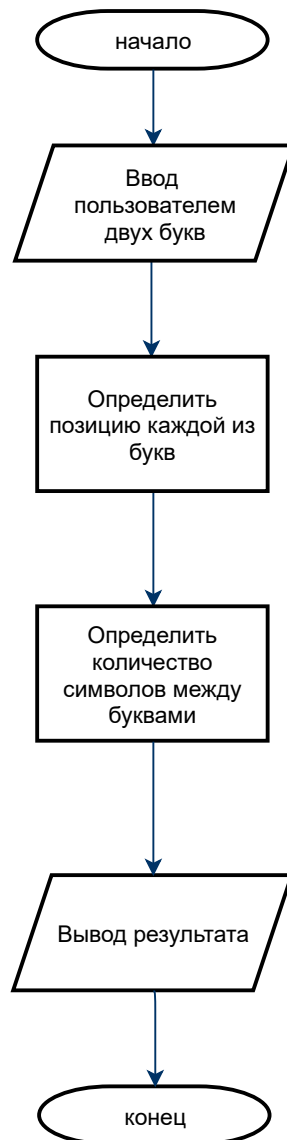 начало
Ввод
пользователем
двух букв
Определить
позицию каждой из
букв
Определить
количество
символов между
буквами
Вывод результата
конец